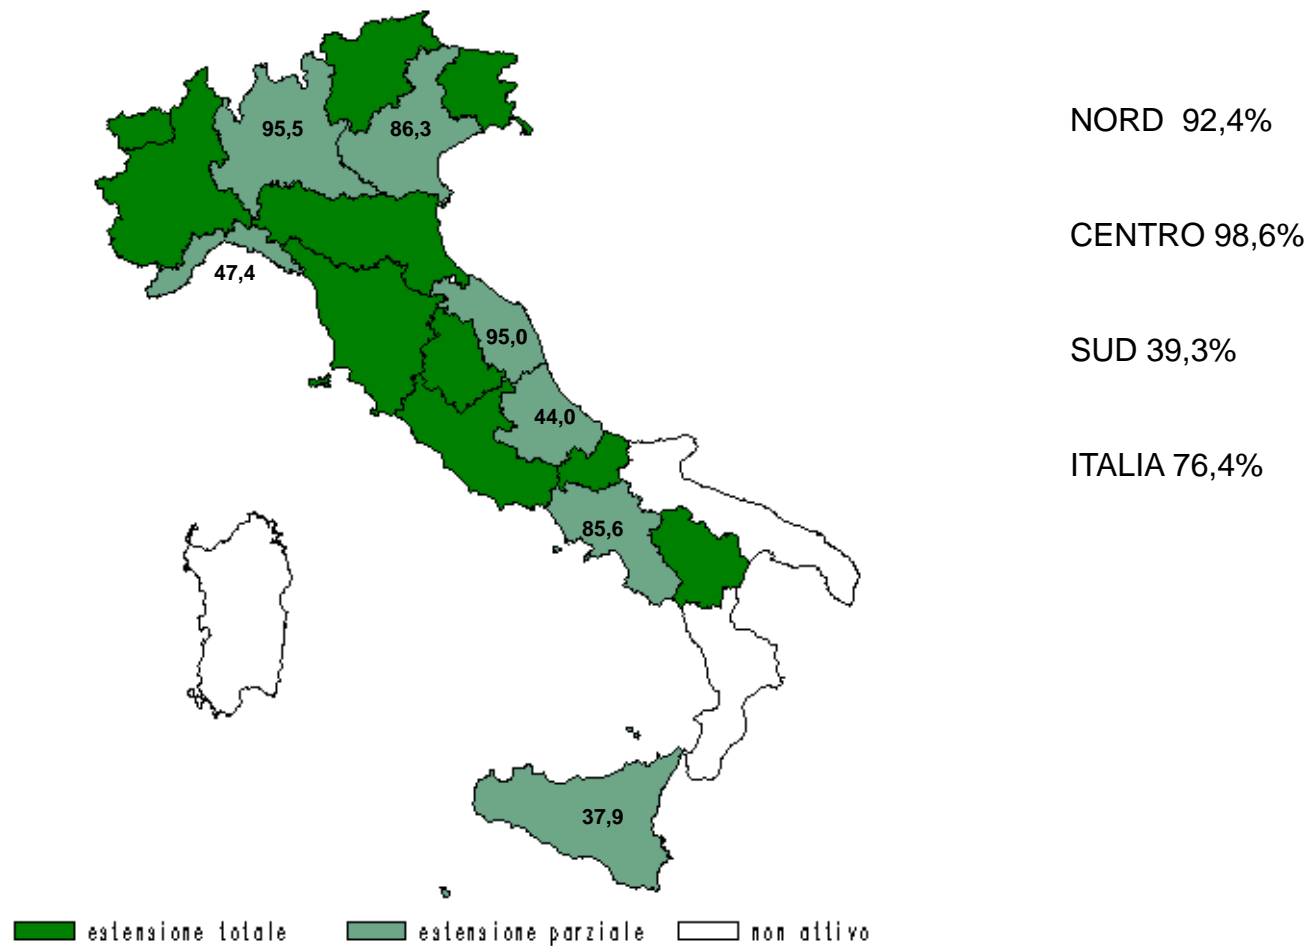 95,5
86,3
NORD 92,4%
CENTRO 98,6%
47,4
95,0
SUD 39,3%
44,0
ITALIA 76,4%
85,6
37,9
estensione totale
estensione parziale
non attivo